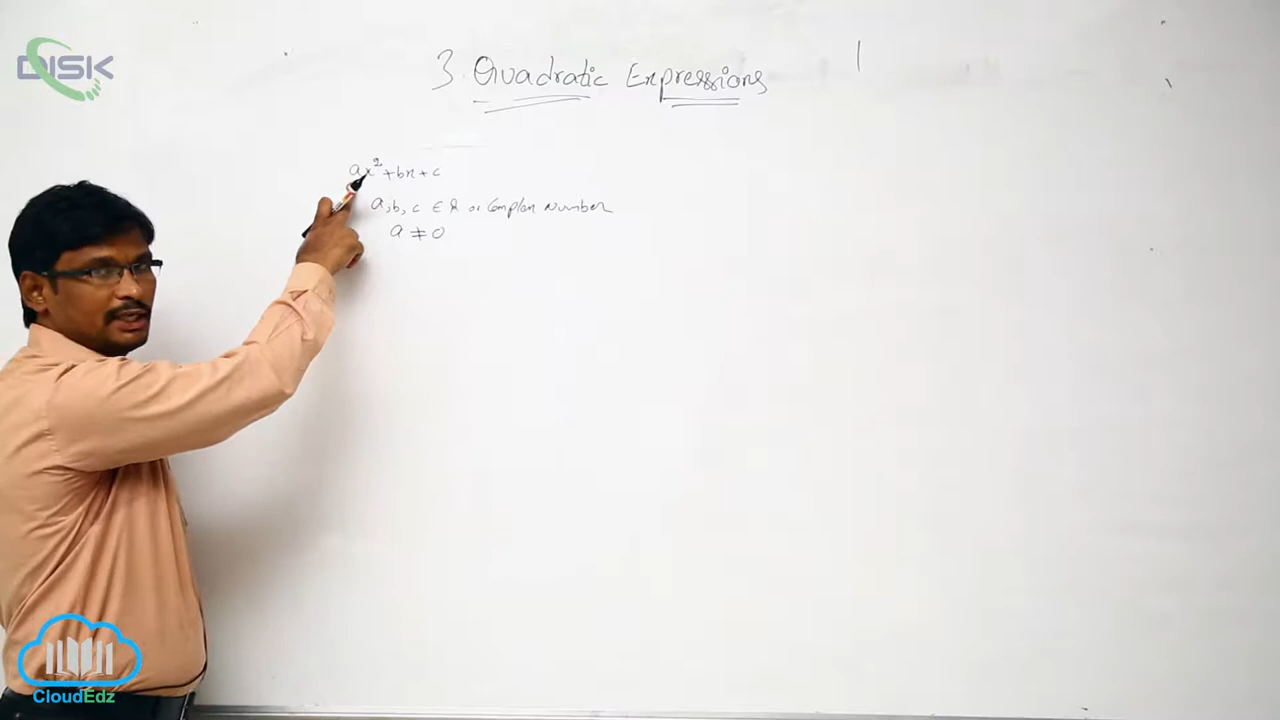 DISK
3. Quadratic Expressions
ax² + bx + c
a, b, c ∈ R or Complex Number
a ≠ 0
CloudEdz